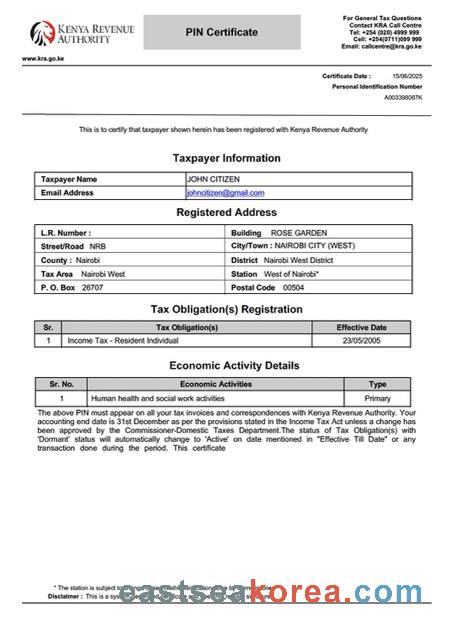 KENYA REVENUE
AUTHORITY
www.kra.go.ke
PIN Certificate
For General Tax Questions
Contact KRA Call Centre
Tel: +254 (020) 4999 999
Cell: +254(0711)099 999
Email: callcentre@kra.go.ke
Certificate Date : 15/06/2025
Personal Identification Number
A003398087K
This is to certify that taxpayer shown herein has been registered with Kenya Revenue Authority
Taxpayer Information
Taxpayer Name JOHN CITIZEN
Email Address johncitizen@gmail.com
Registered Address
L.R. Number : Building ROSE GARDEN
Street/Road NRB City/Town : NAIROBI CITY (WEST)
County : Nairobi District Nairobi West District
Tax Area Nairobi West Station West of Nairobi*
P. O. Box 26707 Postal Code 00504
Tax Obligation(s) Registration
Sr. Tax Obligation(s) Effective Date
1 Income Tax - Resident Individual 23/05/2005
Economic Activity Details
Sr. No. Economic Activities Type
1 Human health and social work activities Primary
The above PIN must appear on all your tax invoices and correspondences with Kenya Revenue Authority. Your
accounting end date is 31st December as per the provisions stated in the Income Tax Act unless a change has
been approved by the Commissioner-Domestic Taxes Department.The status of Tax Obligation(s) with
'Dormant' status will automatically change to 'Active' on date mentioned in "Effective Till Date" or any
transaction done during the period. This certificate
* The station is subject to
Disclaimer : This is a
eastseakorea.com